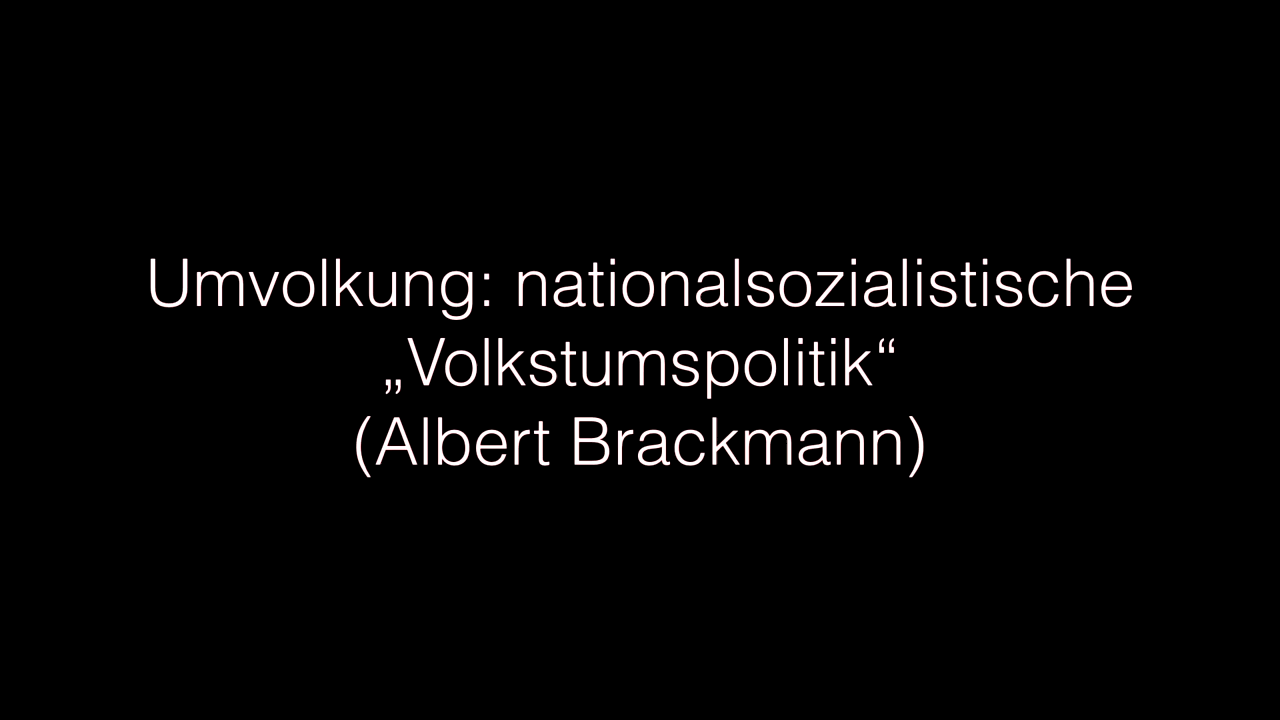 Umvolkung: nationalsozialistische
„Volkstumspolitik“
(Albert Brackmann)